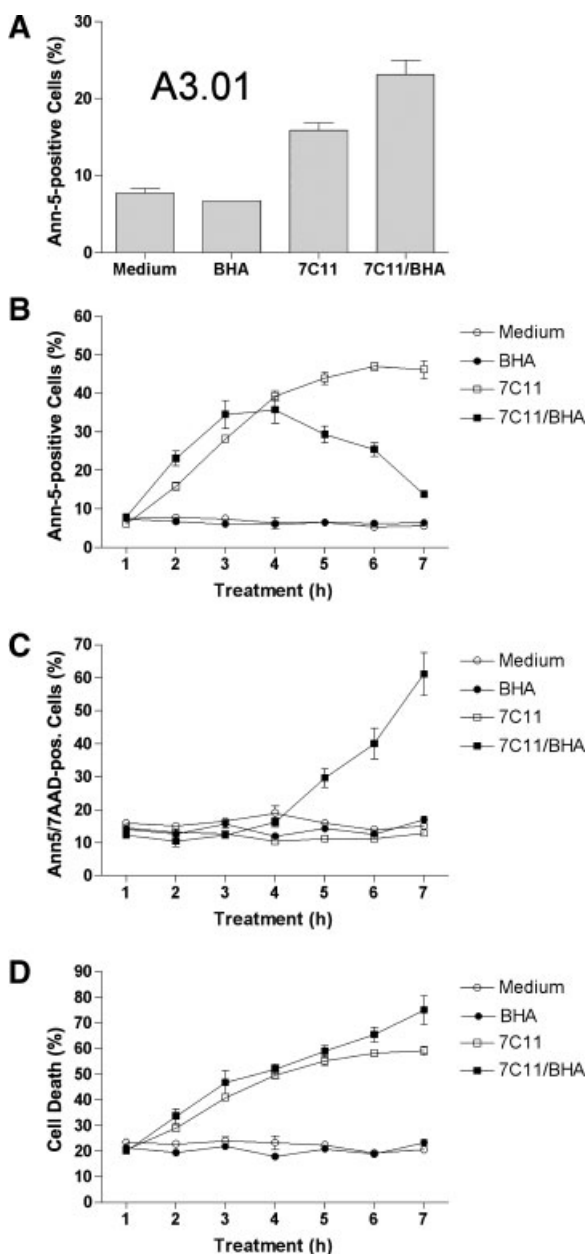 A
Ann-5-positive Cells (%)
30
20
10
0
A3.01
Medium BHA 7C11 7C11/BHA
B
Ann-5-positive Cells (%)
60
50
40
30
20
10
0
1 2 3 4 5 6 7
Treatment (h)
Medium
BHA
7C11
7C11/BHA
C
Ann5/7AAD-pos. Cells (%)
70
60
50
40
30
20
10
0
1 2 3 4 5 6 7
Treatment (h)
Medium
BHA
7C11
7C11/BHA
D
Cell Death (%)
90
80
70
60
50
40
30
20
10
0
1 2 3 4 5 6 7
Treatment (h)
Medium
BHA
7C11
7C11/BHA